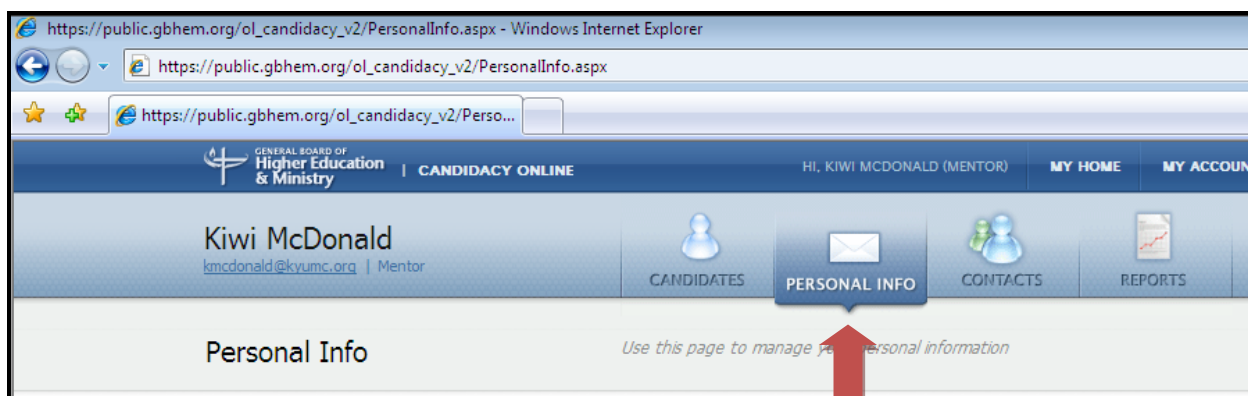 https://public.gbhem.org/ol_candidacy_v2/PersonalInfo.aspx - Windows Internet Explorer
https://public.gbhem.org/ol_candidacy_v2/PersonalInfo.aspx
https://public.gbhem.org/ol_candidacy_v2/Perso...
GENERAL BOARD OF
Higher Education
& Ministry
| CANDIDACY ONLINE
HI, KIWI MCDONALD (MENTOR)
MY HOME
MY ACCOUN
Kiwi McDonald
kmcdonald@kyumc.org | Mentor
CANDIDATES
PERSONAL INFO
CONTACTS
REPORTS
Personal Info
Use this page to manage personal information